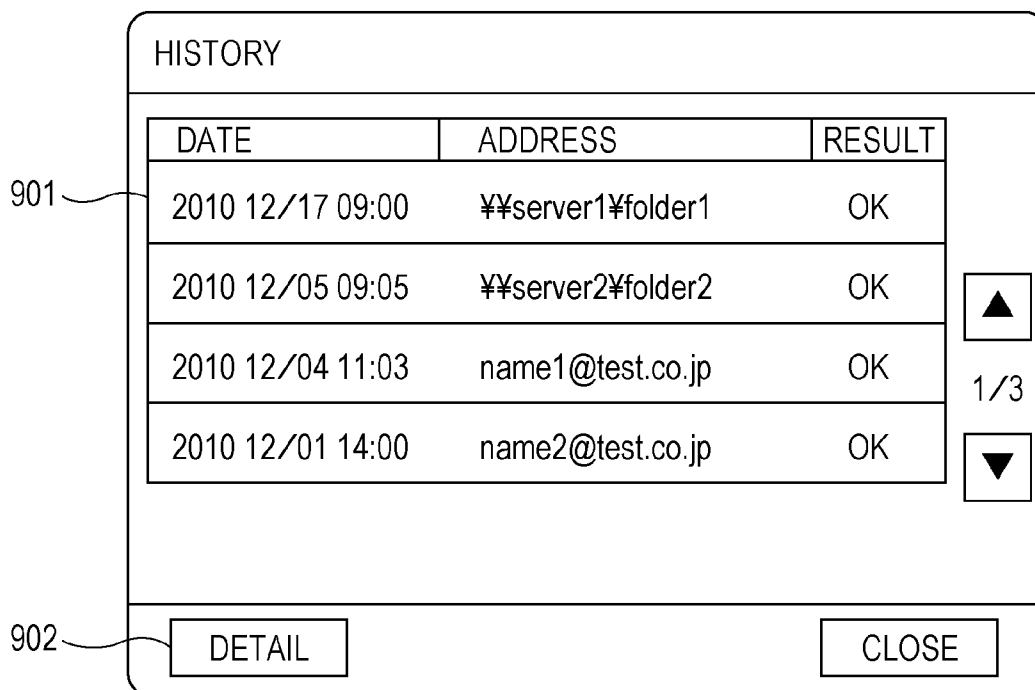 HISTORY
DATE ADDRESS RESULT
901
2010 12/17 09:00 ¥¥server1¥folder1 OK
2010 12/05 09:05 ¥¥server2¥folder2 OK
▲
2010 12/04 11:03 name1@test.co.jp OK
1/3
2010 12/01 14:00 name2@test.co.jp OK
▼
902
DETAIL CLOSE